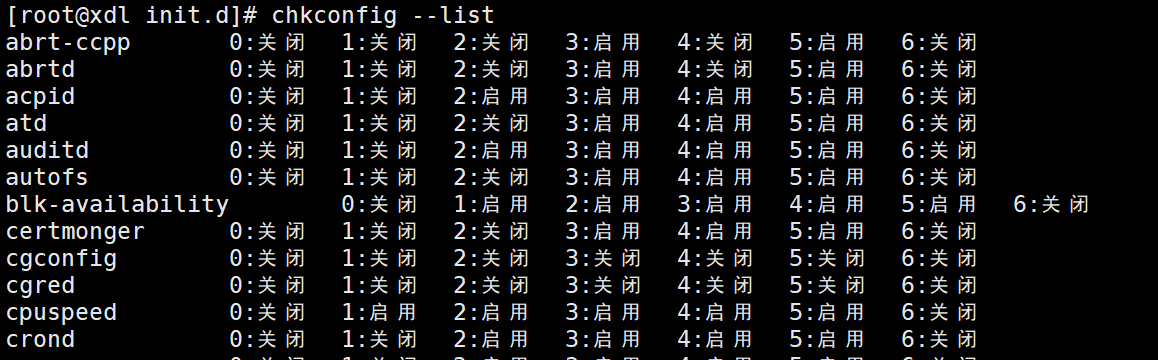 [root@xdl init.d]# chkconfig --list
abrt-ccpp 0:关闭 1:关闭 2:关闭 3:启用 4:关闭 5:启用 6:关闭
abrtd 0:关闭 1:关闭 2:关闭 3:启用 4:关闭 5:启用 6:关闭
acpid 0:关闭 1:关闭 2:启用 3:启用 4:启用 5:启用 6:关闭
atd 0:关闭 1:关闭 2:关闭 3:启用 4:启用 5:启用 6:关闭
auditd 0:关闭 1:关闭 2:启用 3:启用 4:启用 5:启用 6:关闭
autofs 0:关闭 1:关闭 2:关闭 3:启用 4:启用 5:启用 6:关闭
blk-availability 0:关闭 1:启用 2:启用 3:启用 4:启用 5:启用 6:关闭
certmonger 0:关闭 1:关闭 2:关闭 3:启用 4:启用 5:启用 6:关闭
cgconfig 0:关闭 1:关闭 2:关闭 3:关闭 4:关闭 5:关闭 6:关闭
cgred 0:关闭 1:关闭 2:关闭 3:关闭 4:关闭 5:关闭 6:关闭
cpuspeed 0:关闭 1:启用 2:启用 3:启用 4:启用 5:启用 6:关闭
crond 0:关闭 1:关闭 2:启用 3:启用 4:启用 5:启用 6:关闭